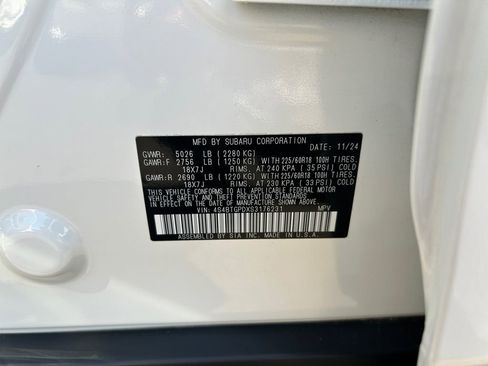 MFD. BY SUBARU CORPORATION DATE: 11/24
GVWR: 5026 LB (2280 KG)
GAWR:F 2756 LB (1250 KG) WITH 225/60R18 100H TIRES,
18X7J RIMS, AT 240 KPA (35 PSI) COLD
GAWR:R 2690 LB (1220 KG) WITH 225/60R18 100H TIRES,
18X7J RIMS, AT 230 KPA (33 PSI) COLD
THIS VEHICLE CONFORMS TO ALL APPLICABLE FEDERAL MOTOR
VEHICLE SAFETY STANDARDS IN EFFECT ON THE DATE OF
MANUFACTURE SHOWN ABOVE.
VIN: 4S4BTGPDXS3176231 MPV
ASSEMBLED BY SIA INC. MADE IN U.S.A.